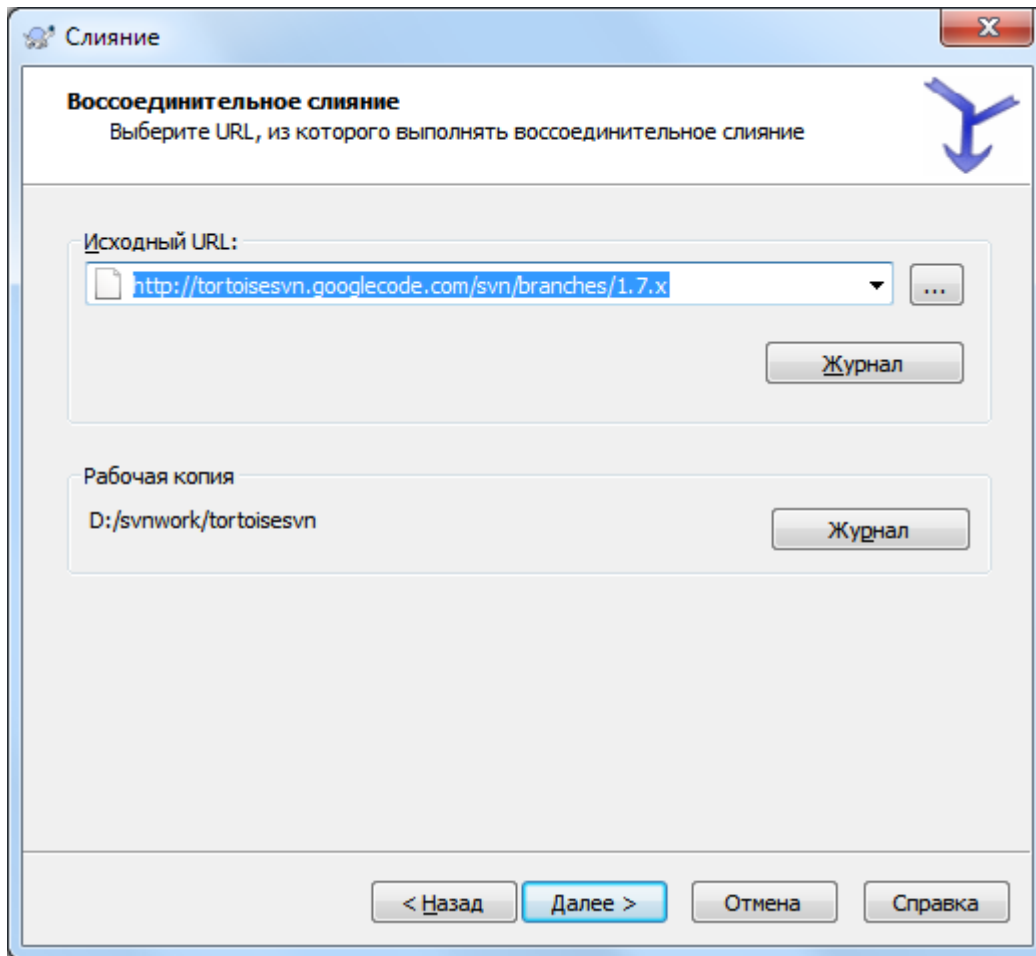 Слияние
Воссоединительное слияние
Выберите URL, из которого выполнять воссоединительное слияние
Исходный URL:
http://tortoisesvn.googlecode.com/svn/branches/1.7.x
...
Журнал
Рабочая копия
D:/svnwork/tortoisesvn
Журнал
< Назад Далее > Отмена Справка